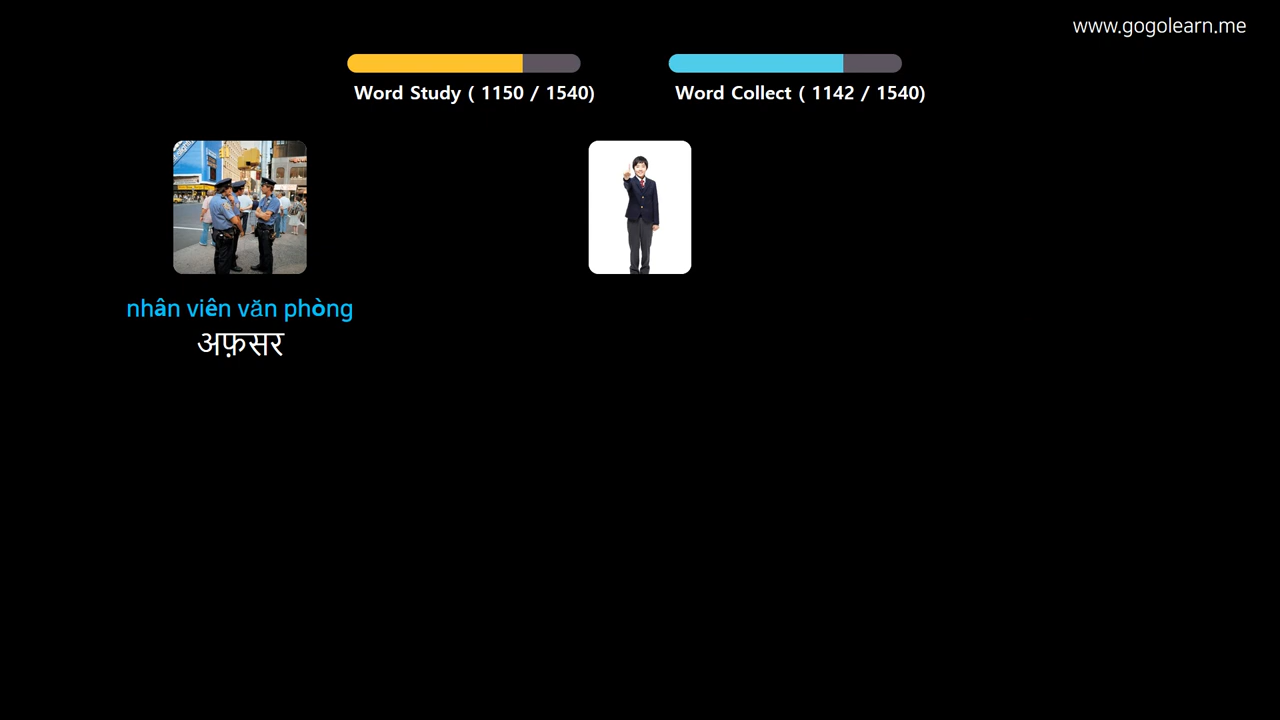 www.gogolearn.me
Word Study ( 1150 / 1540)
Word Collect ( 1142 / 1540)
nhân viên văn phòng
अफ़सर